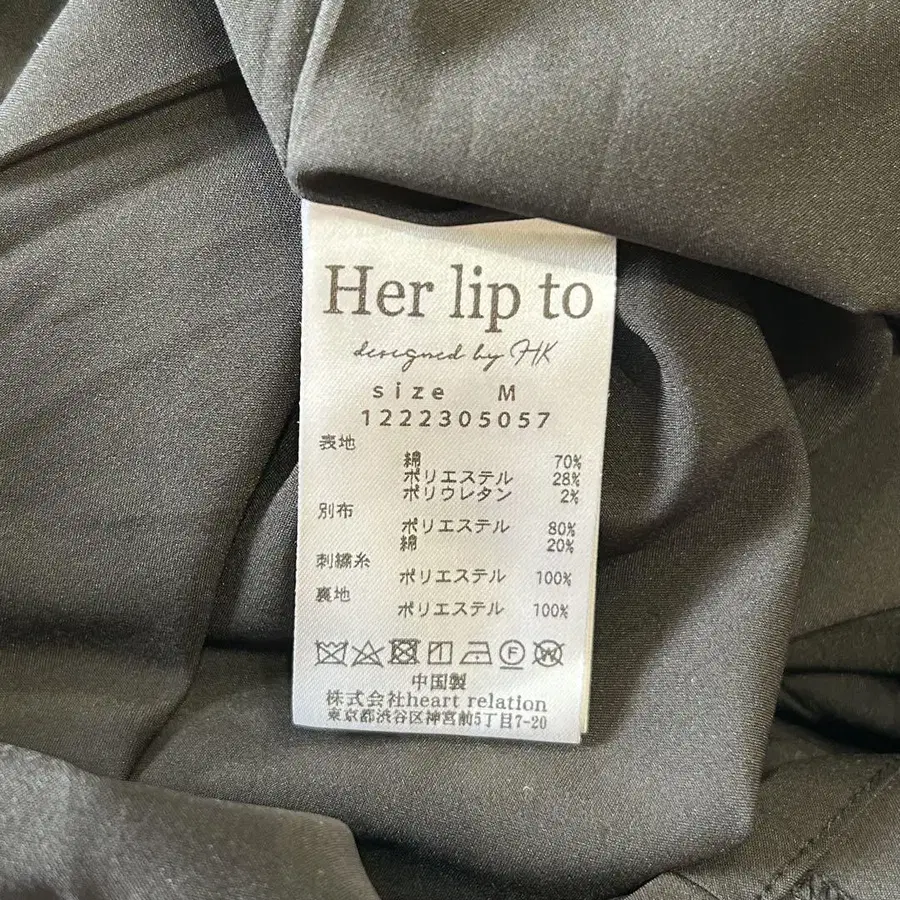 Her lip to
designed by HK
size M
1222305057
表地
綿 70%
ポリエステル 28%
ポリウレタン 2%
別布
ポリエステル 80%
綿 20%
刺繍糸
ポリエステル 100%
裏地
ポリエステル 100%
P W
中国製
株式会社heart relation
東京都渋谷区神宮前5丁目7-20